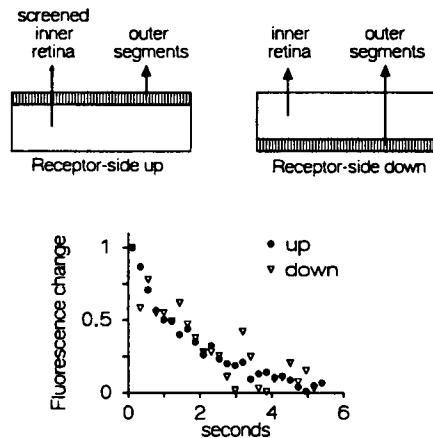 screened
inner
retina
outer
segments
inner
retina
outer
segments
Receptor-side up
Receptor-side down
Fluorescence change
1
0.5
0
up
down
0
2
4
6
seconds